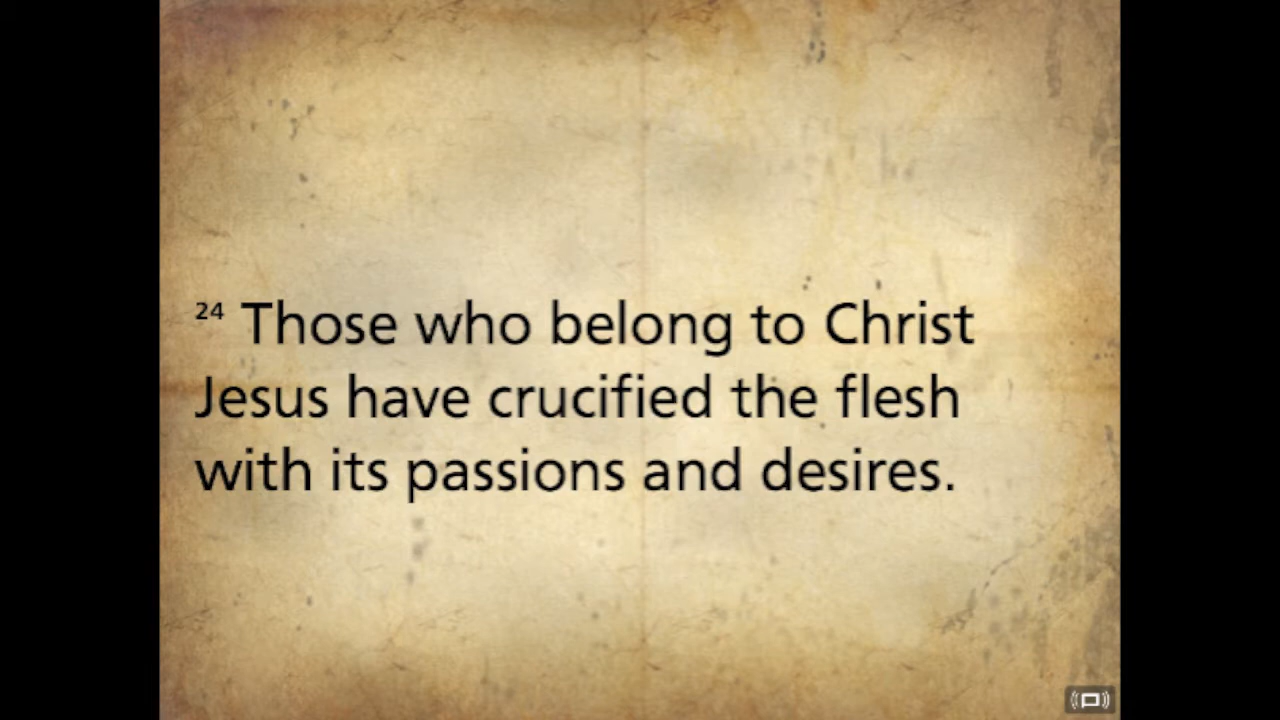 24 Those who belong to Christ
Jesus have crucified the flesh
with its passions and desires.